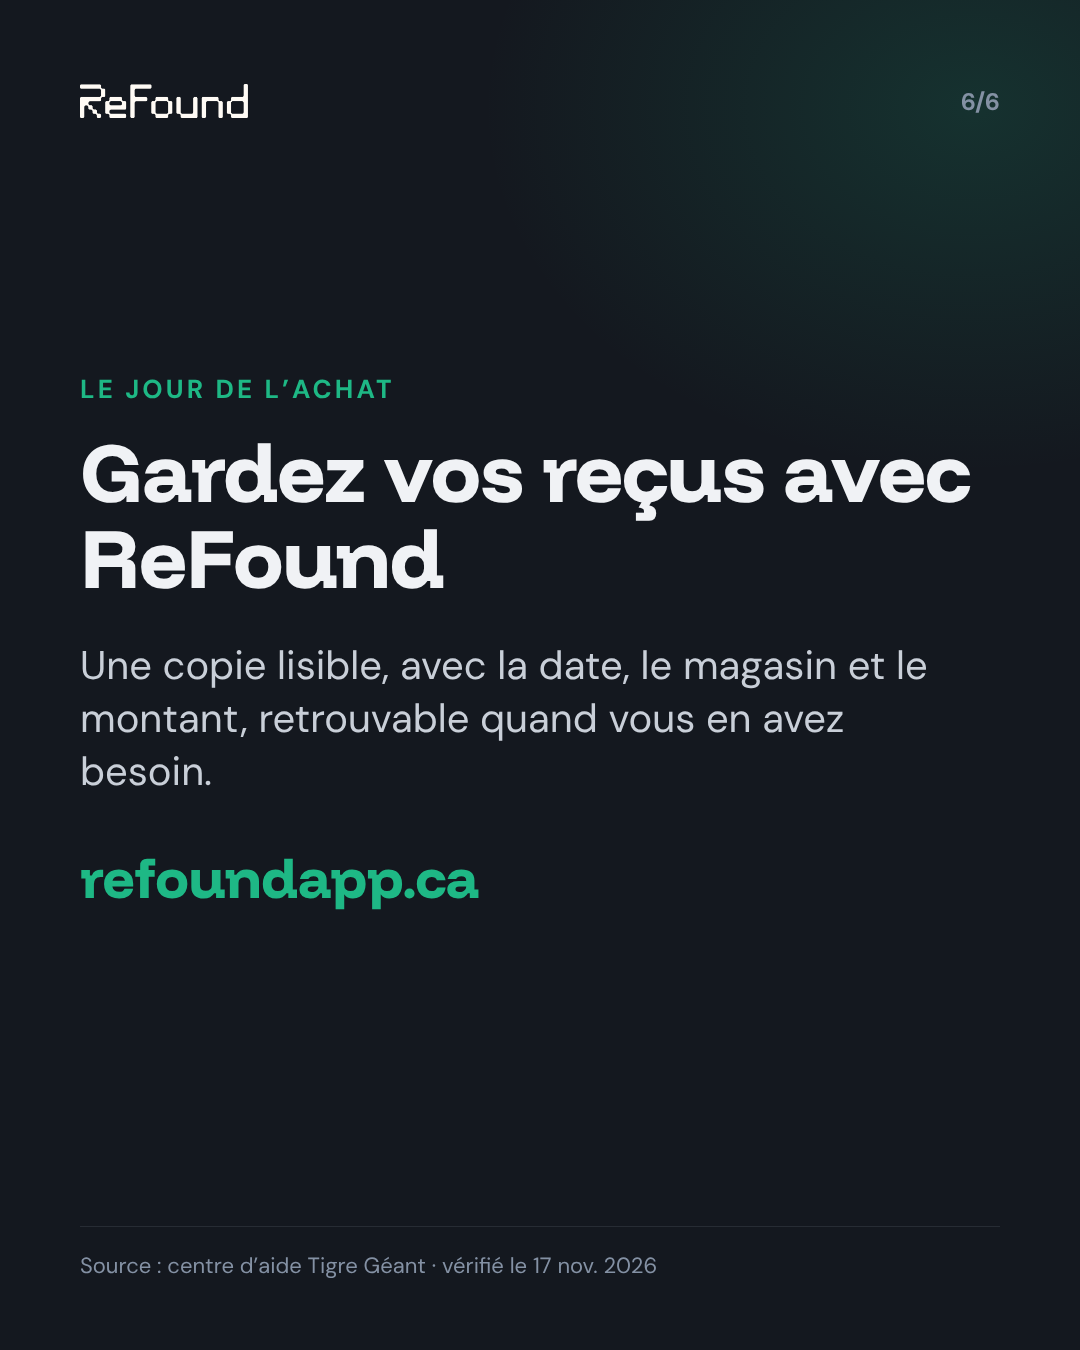 ReFound
6/6
LE JOUR DE L’ACHAT
Gardez vos reçus avec
ReFound
Une copie lisible, avec la date, le magasin et le
montant, retrouvable quand vous en avez
besoin.
refoundapp.ca
Source : centre d’aide Tigre Géant · vérifié le 17 nov. 2026